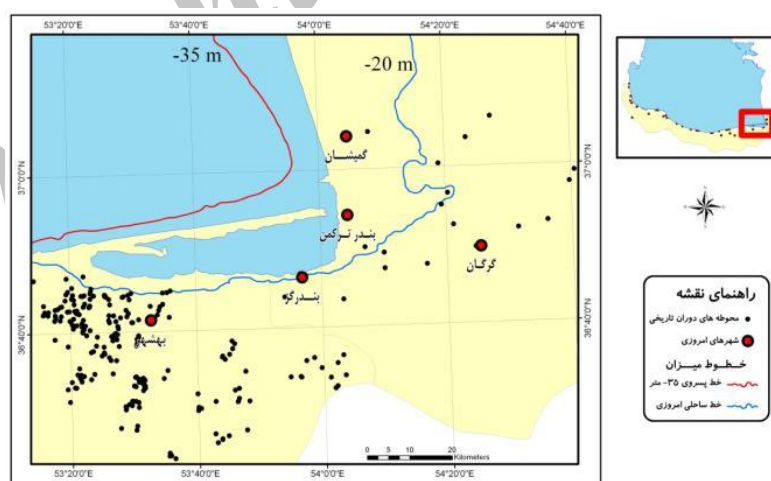 53°20'0"E
53°40'0"E
54°0'0"E
54°20'0"E
54°40'0"E
-35 m
-20 m
گمیشان
37°0'0"N
37°0'0"N
بندر ترکمن
گرگان
بندرگز
بهشهر
36°40'0"N
36°40'0"N
0 5 10 20
Kilometers
53°20'0"E
53°40'0"E
54°0'0"E
54°20'0"E
راهنمای نقشه
محوطه های دوران تاریخی
شهرهای امروزی
خطوط میزان
خط پسروی ۳۵- متر
خط ساحلی امروزی